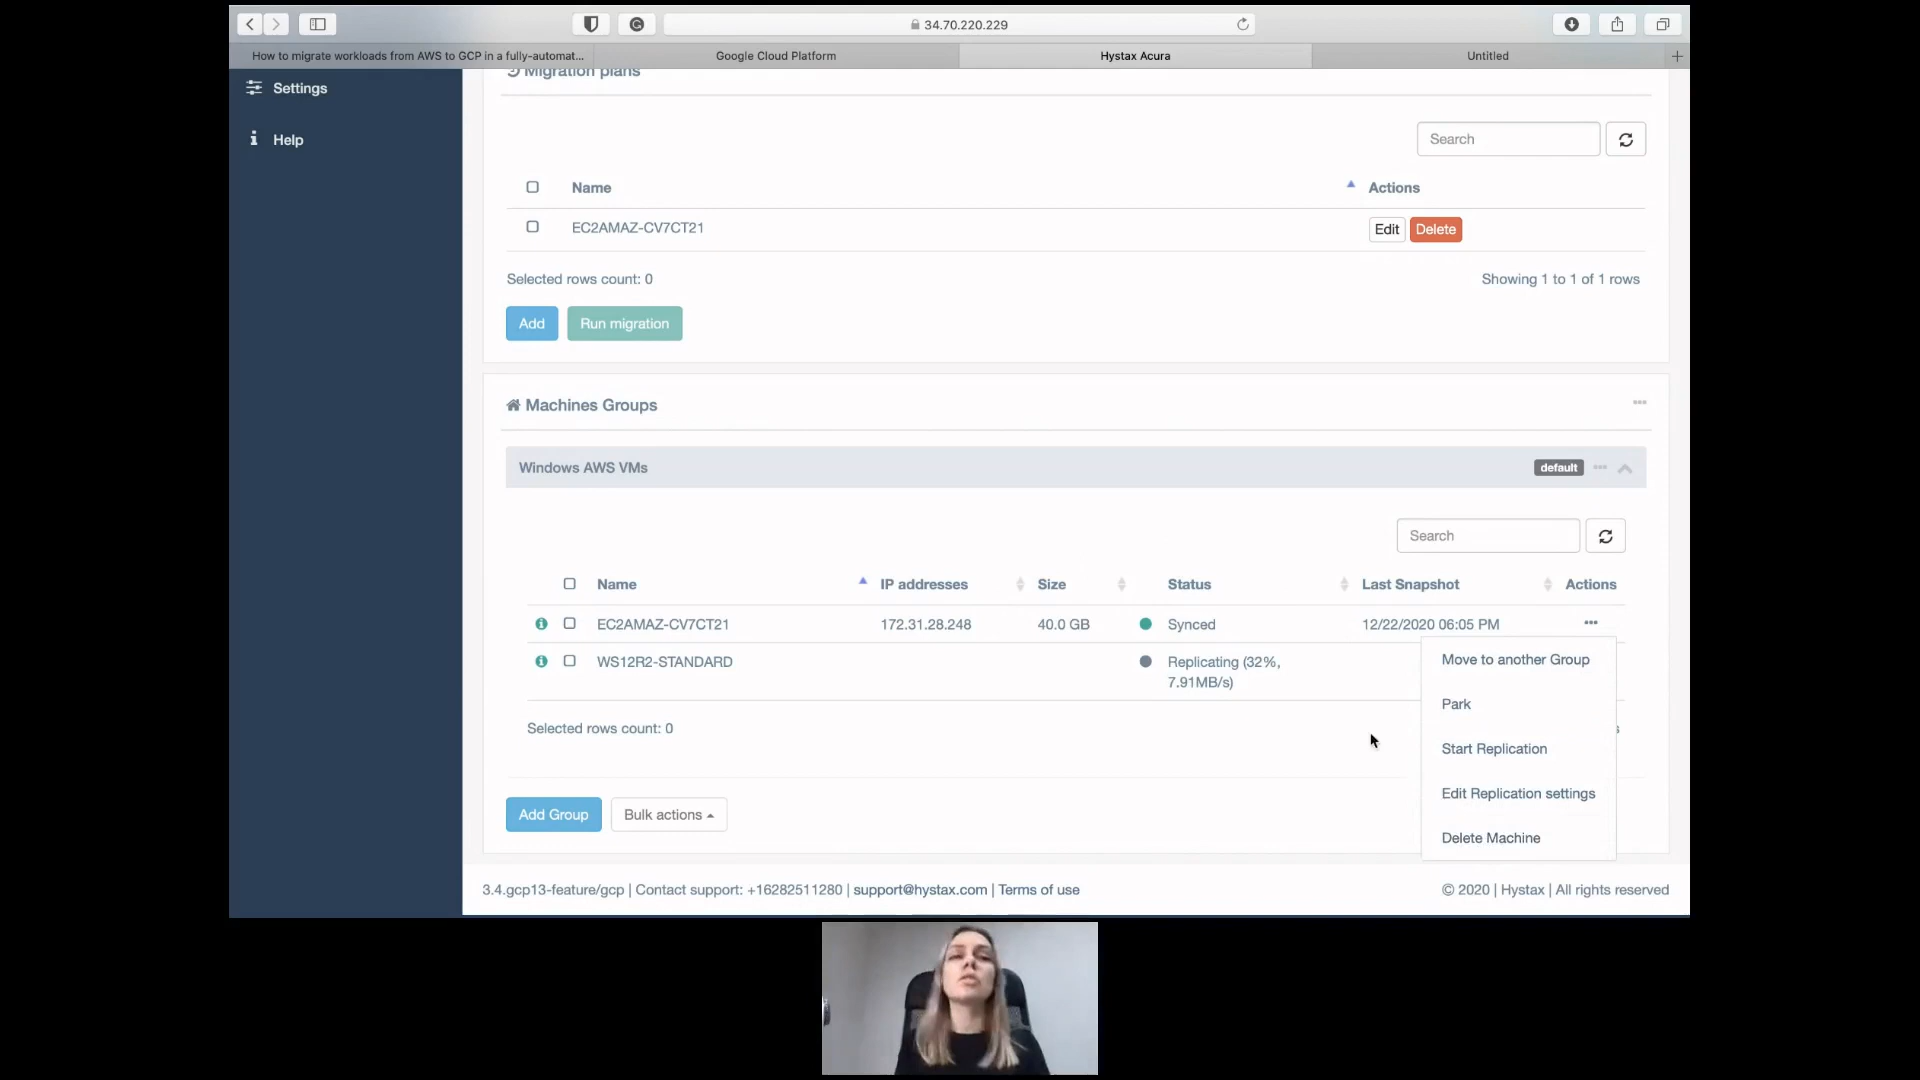 34.70.220.229
How to migrate workloads from AWS to GCP in a fully-automat...
Google Cloud Platform
Hystax Acura
Untitled
Settings
Help
Migration plans
Search
Name
Actions
EC2AMAZ-CV7CT21
Edit
Delete
Selected rows count: 0
Showing 1 to 1 of 1 rows
Add
Run migration
Machines Groups
Windows AWS VMs
default
Search
Name
IP addresses
Size
Status
Last Snapshot
Actions
EC2AMAZ-CV7CT21
172.31.28.248
40.0 GB
Synced
12/22/2020 06:05 PM
WS12R2-STANDARD
Replicating (32%,
7.91MB/s)
Move to another Group
Park
Start Replication
Edit Replication settings
Delete Machine
Selected rows count: 0
Add Group
Bulk actions
3.4.gcp13-feature/gcp | Contact support: +16282511280 | support@hystax.com | Terms of use
© 2020 | Hystax | All rights reserved